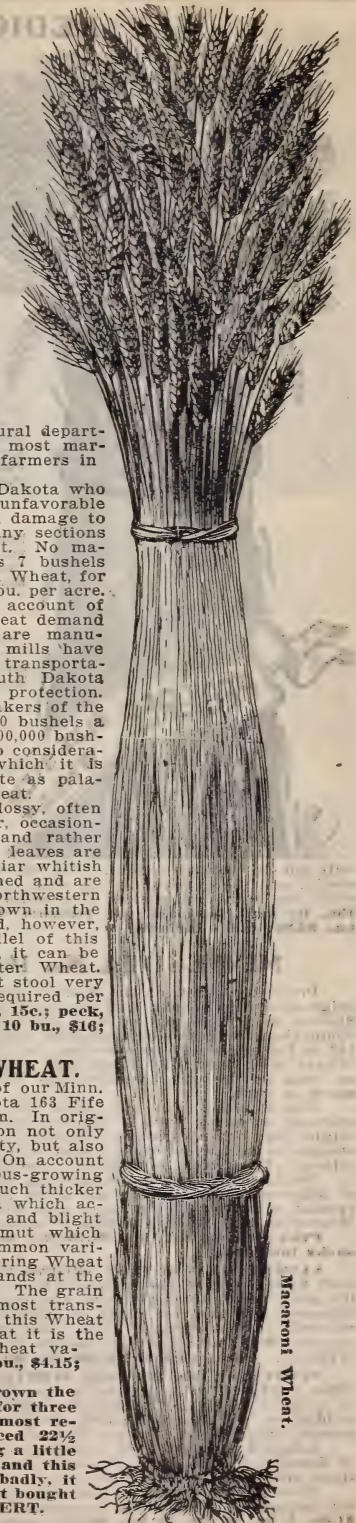 ural depart-
most mar-
farmers in
Dakota who
unfavorable
damage to
ny sections
t. No ma-
s 7 bushels
Wheat, for
ou. per acre.
account of
eat demand
are manu-
mills have
transporta-
uth Dakota
protection.
kers of the
0 bushels a
00,000 bush-
o considera-
which it is
te as pala-
eat.
lossy, often
r, occasion-
and rather
leaves are
iar whitish
ned and are
orthwestern
own in the
d, however,
llel of this
it can be
ter Wheat.
t stool very
equired per
, 15c.; peck,
10 bu., $16;
WHEAT.
of our Minn.
ota 163 Fife
n. In orig-
on not only
ty, but also
On account
ous-growing
uch thicker
which ac-
and blight
mut which
mmon vari-
ring Wheat
ands at the
The grain
most trans-
this Wheat
at it is the
heat va-
ou., $4.15;
own the
for three
most re-
ced 22½
g a little
and this
badly, it
t bought
ERT.
Macaroni Wheat.